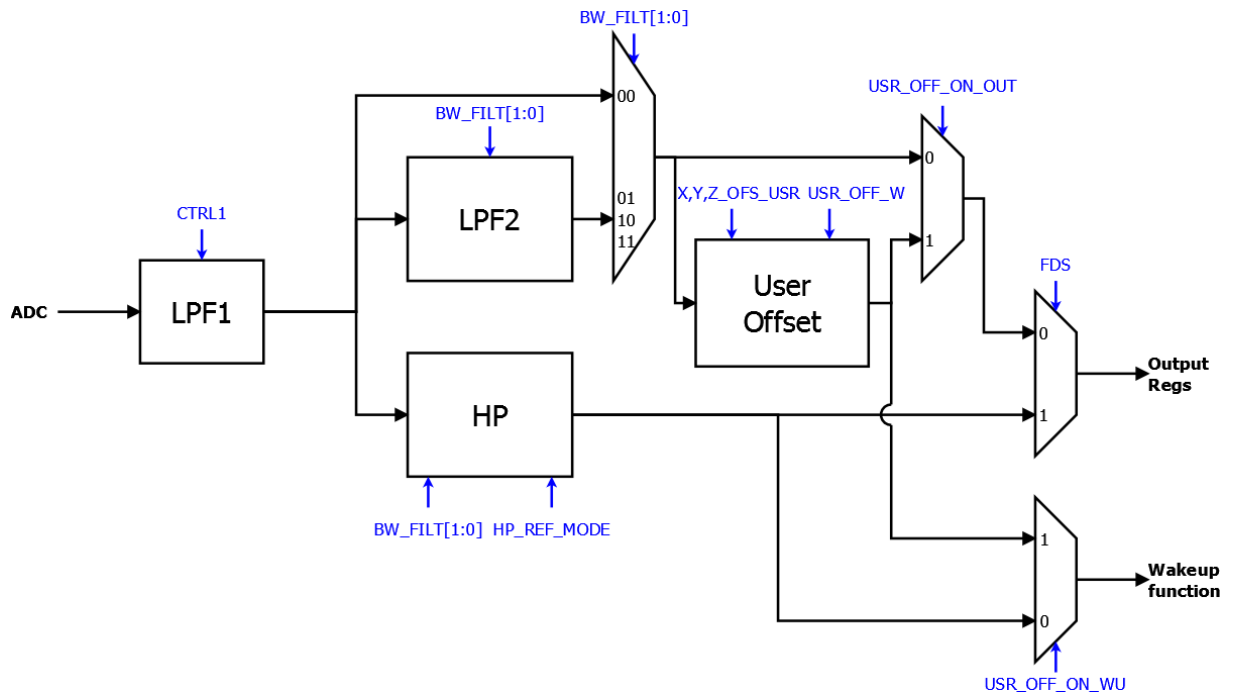 BW_FILT[1:0]
USR_OFF_ON_OUT
00
BW_FILT[1:0]
0
X,Y,Z_OFS_USR USR_OFF_W
01
CTRL1
LPF2
10
11
1
FDS
User
Offset
ADC
LPF1
0
Output
Regs
HP
1
BW_FILT[1:0] HP_REF_MODE
1
Wakeup
function
0
USR_OFF_ON_WU